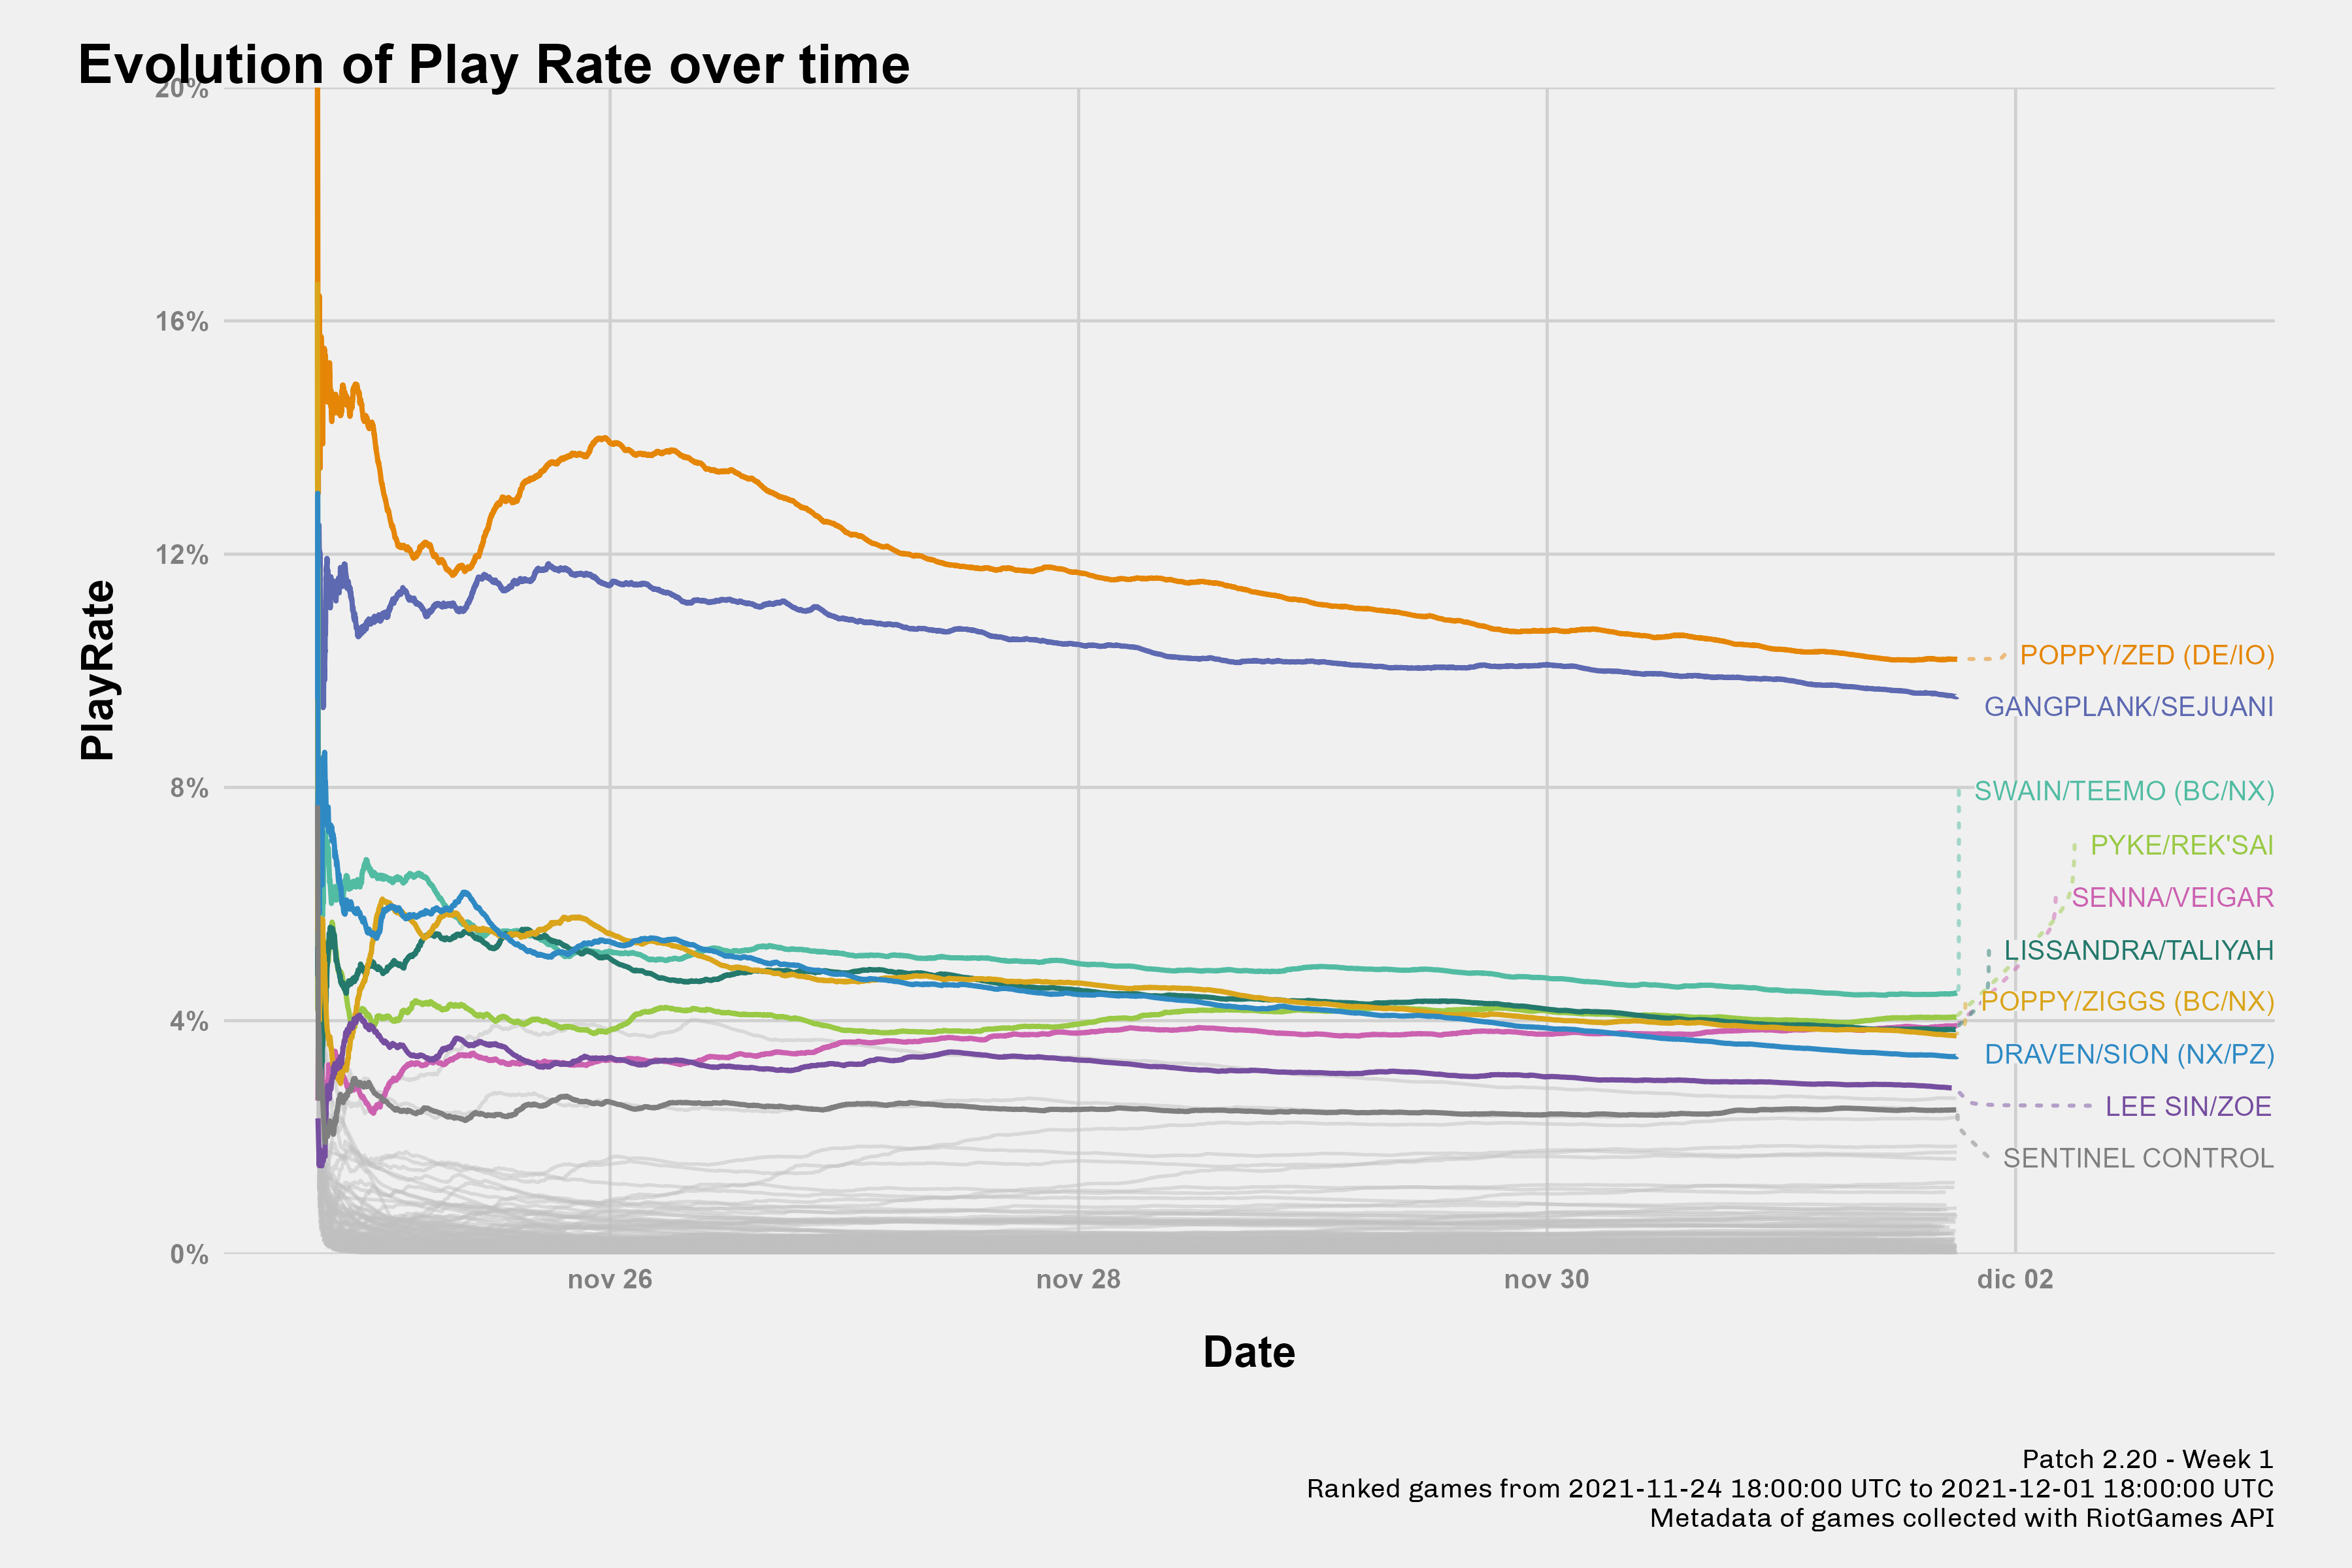 Evolution of Play Rate over time
20%
16%
12%
8%
4%
0%
PlayRate
POPPY/ZED (DE/IO)
GANGPLANK/SEJUANI
SWAIN/TEEMO (BC/NX)
PYKE/REK'SAI
SENNA/VEIGAR
LISSANDRA/TALIYAH
POPPY/ZIGGS (BC/NX)
DRAVEN/SION (NX/PZ)
LEE SIN/ZOE
SENTINEL CONTROL
nov 26
nov 28
nov 30
dic 02
Date
Patch 2.20 - Week 1
Ranked games from 2021-11-24 18:00:00 UTC to 2021-12-01 18:00:00 UTC
Metadata of games collected with RiotGames API